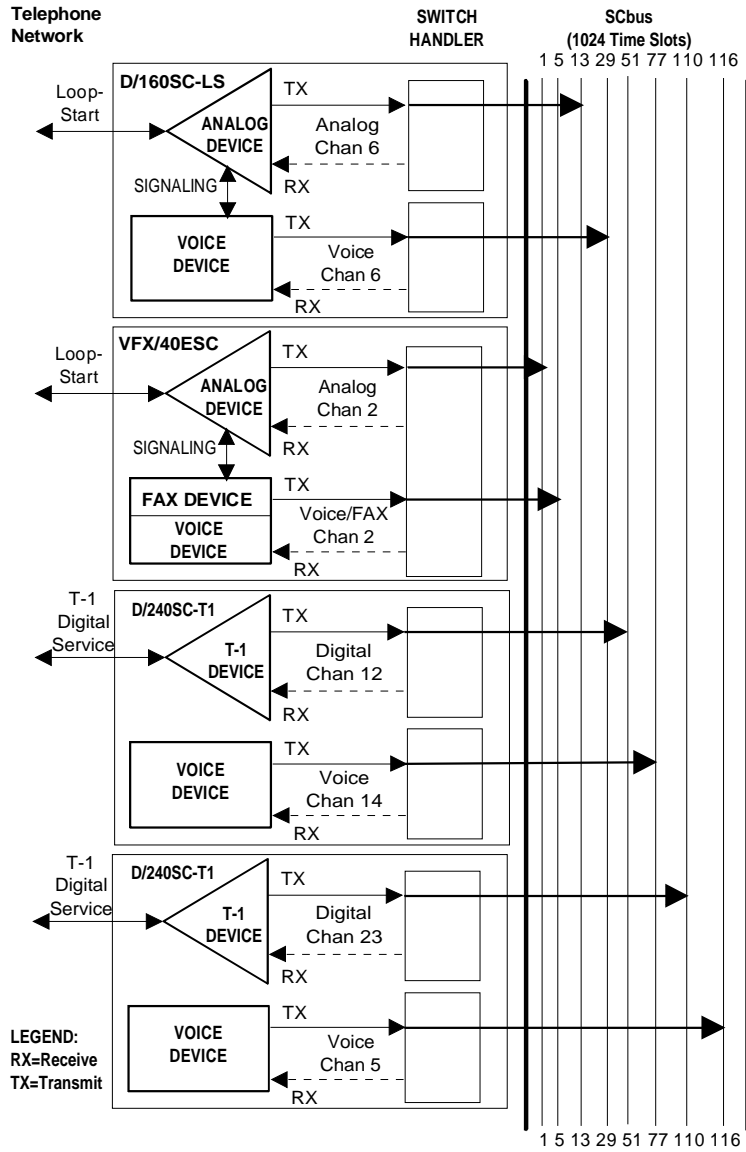 Telephone
Network
SWITCH
HANDLER
SCbus
(1024 Time Slots)
1 5 13 29 51 77 110 116
D/160SC-LS
Loop-
Start
ANALOG
DEVICE
TX
Analog
Chan 6
RX
SIGNALING
VOICE
DEVICE
TX
Voice
Chan 6
RX
VFX/40ESC
Loop-
Start
ANALOG
DEVICE
TX
Analog
Chan 2
RX
SIGNALING
FAX DEVICE
VOICE
DEVICE
TX
Voice/FAX
Chan 2
RX
T-1
Digital
Service
D/240SC-T1
T-1
DEVICE
TX
Digital
Chan 12
RX
VOICE
DEVICE
TX
Voice
Chan 14
RX
T-1
Digital
Service
D/240SC-T1
T-1
DEVICE
TX
Digital
Chan 23
RX
VOICE
DEVICE
TX
Voice
Chan 5
RX
LEGEND:
RX=Receive
TX=Transmit
1 5 13 29 51 77 110 116